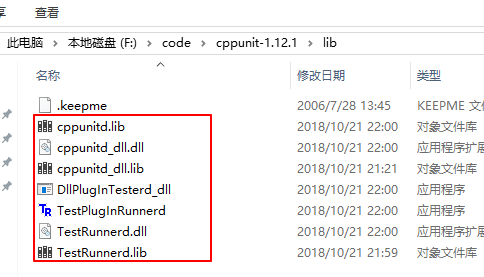 享 查看
此电脑 > 本地磁盘 (F:) > code > cppunit-1.12.1 > lib
名称 修改日期 类型
.keepme 2006/7/28 13:45 KEEPME 文
cppunitd.lib 2018/10/21 22:00 对象文件库
cppunitd_dll.dll 2018/10/21 22:00 应用程序扩展
cppunitd_dll.lib 2018/10/21 21:21 对象文件库
DllPlugInTesterd_dll 2018/10/21 22:00 应用程序
TestPlugInRunnerd 2018/10/21 22:00 应用程序
TestRunnerd.dll 2018/10/21 22:00 应用程序扩展
TestRunnerd.lib 2018/10/21 21:59 对象文件库